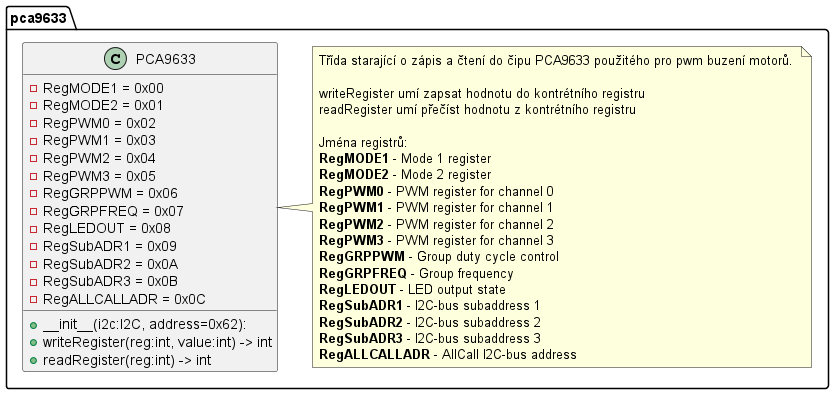 pca9633
C PCA9633
RegMODE1 = 0x00
RegMODE2 = 0x01
RegPWM0 = 0x02
RegPWM1 = 0x03
RegPWM2 = 0x04
RegPWM3 = 0x05
RegGRPPWM = 0x06
RegGRPFREQ = 0x07
RegLEDOUT = 0x08
RegSubADR1 = 0x09
RegSubADR2 = 0x0A
RegSubADR3 = 0x0B
RegALLCALLADR = 0x0C
__init__(i2c:I2C, address=0x62):
writeRegister(reg:int, value:int) -> int
readRegister(reg:int) -> int
Třída starající o zápis a čtení do čipu PCA9633 použitého pro pwm buzení motorů.
writeRegister umí zapsat hodnotu do kontrétního registru
readRegister umí přečíst hodnotu z kontrétního registru
Jména registrů:
RegMODE1 - Mode 1 register
RegMODE2 - Mode 2 register
RegPWM0 - PWM register for channel 0
RegPWM1 - PWM register for channel 1
RegPWM2 - PWM register for channel 2
RegPWM3 - PWM register for channel 3
RegGRPPWM - Group duty cycle control
RegGRPFREQ - Group frequency
RegLEDOUT - LED output state
RegSubADR1 - I2C-bus subaddress 1
RegSubADR2 - I2C-bus subaddress 2
RegSubADR3 - I2C-bus subaddress 3
RegALLCALLADR - AllCall I2C-bus address